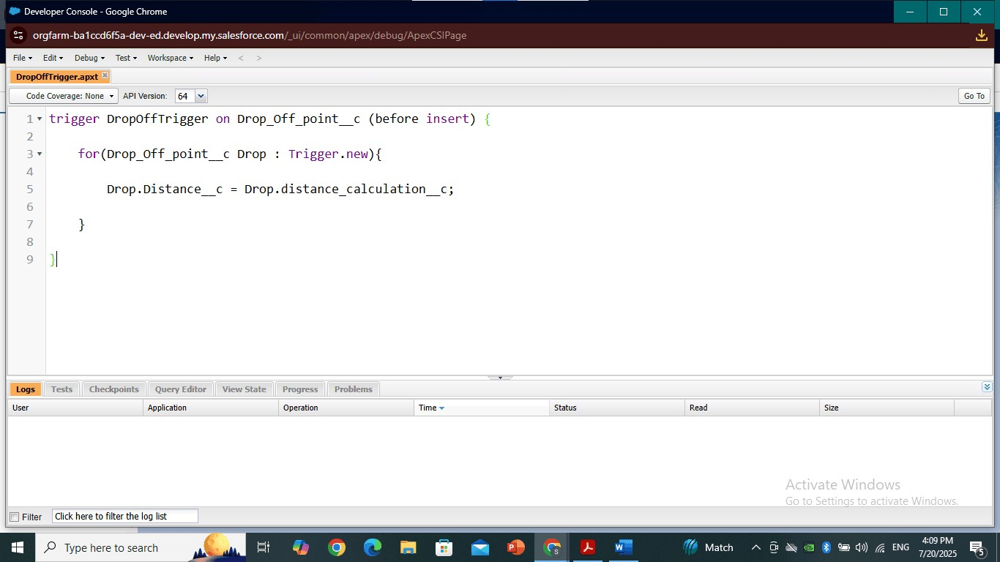 Developer Console - Google Chrome
orgfarm-ba1ccd6f5a-dev-ed.develop.my.salesforce.com/_ui/common/apex/debug/ApexCSIPage
File Edit Debug Test Workspace Help < >
DropOffTrigger.apxt
Code Coverage: None API Version: 64 Go To
1 trigger DropOffTrigger on Drop_Off_point__c (before insert) {
2
3 for(Drop_Off_point__c Drop : Trigger.new){
4
5 Drop.Distance__c = Drop.distance_calculation__c;
6
7 }
8
9 }
Logs Tests Checkpoints Query Editor View State Progress Problems
User Application Operation Time Status Read Size
Activate Windows
Go to Settings to activate Windows.
Filter Click here to filter the log list
Type here to search Match ENG 4:09 PM
7/20/2025 5